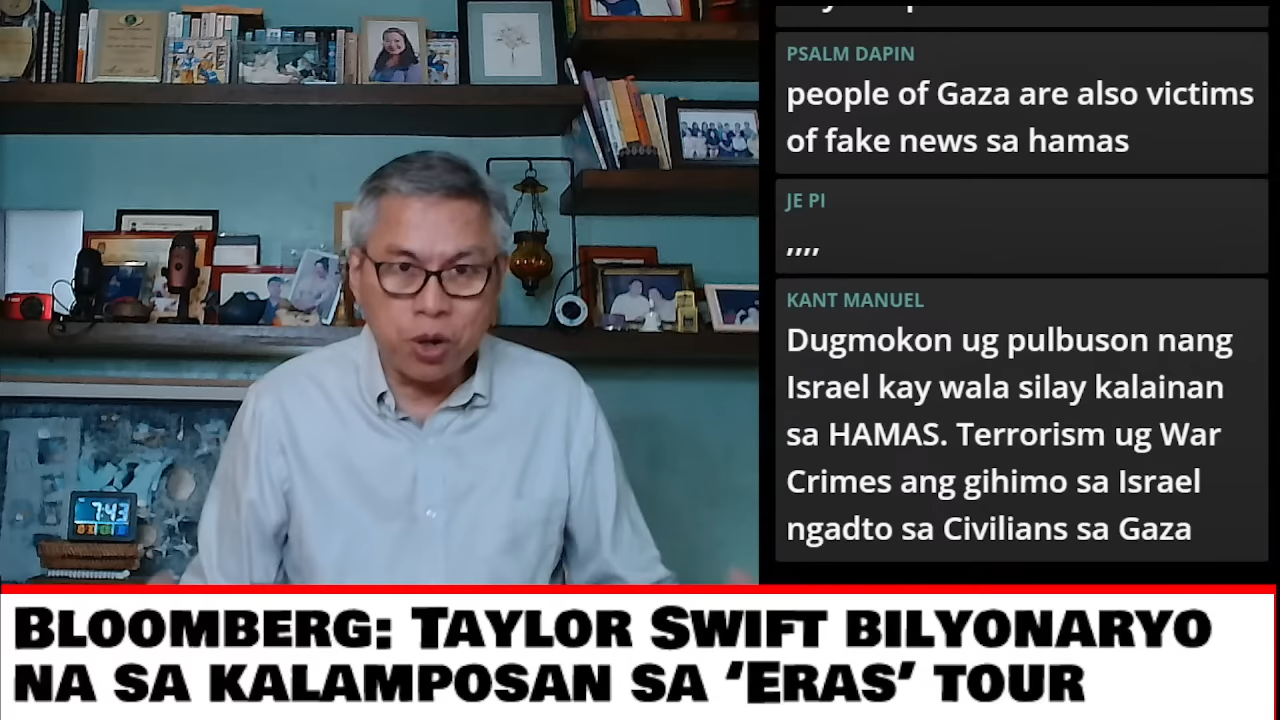 PSALM DAPIN
people of Gaza are also victims
of fake news sa hamas
JE PI
,,,,
KANT MANUEL
Dugmokon ug pulbuson nang
Israel kay wala silay kalainan
sa HAMAS. Terrorism ug War
Crimes ang gihimo sa Israel
ngadto sa Civilians sa Gaza
7:43
BLOOMBERG: TAYLOR SWIFT BILYONARYO
NA SA KALAMPOSAN SA ‘ERAS’ TOUR